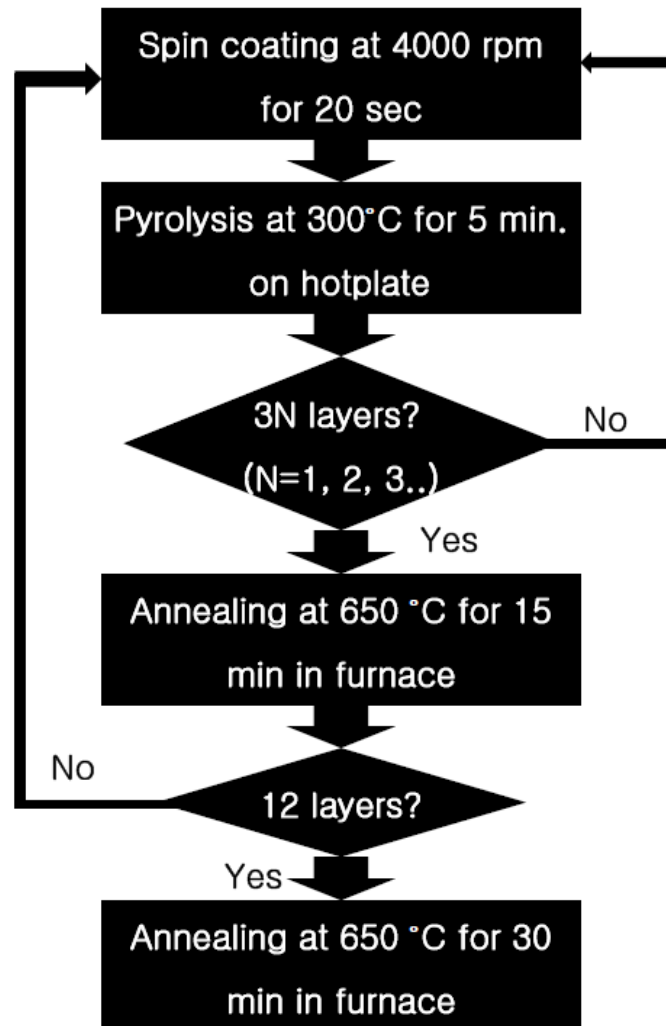 Spin coating at 4000 rpm
for 20 sec
Pyrolysis at 300°C for 5 min.
on hotplate
3N layers?
(N=1, 2, 3..)
No
Yes
Annealing at 650 °C for 15
min in furnace
No
12 layers?
Yes
Annealing at 650 °C for 30
min in furnace